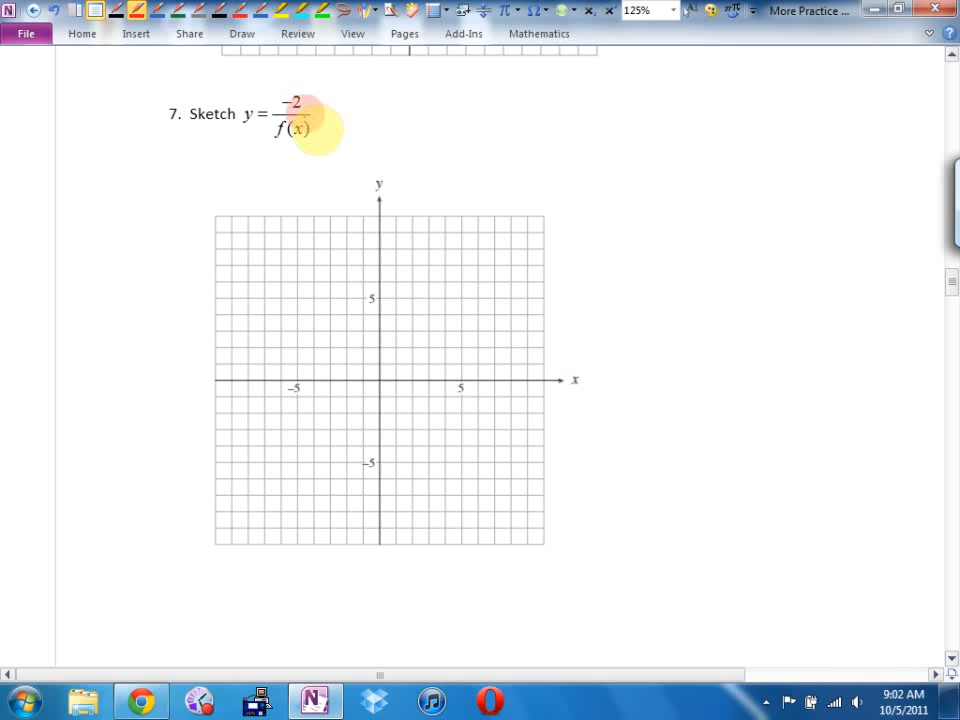 125%
More Practice ...
File Home Insert Share Draw Review View Pages Add-Ins Mathematics
7. Sketch y = −2 / f(x)
y
5
−5 5 x
−5
9:02 AM
10/5/2011